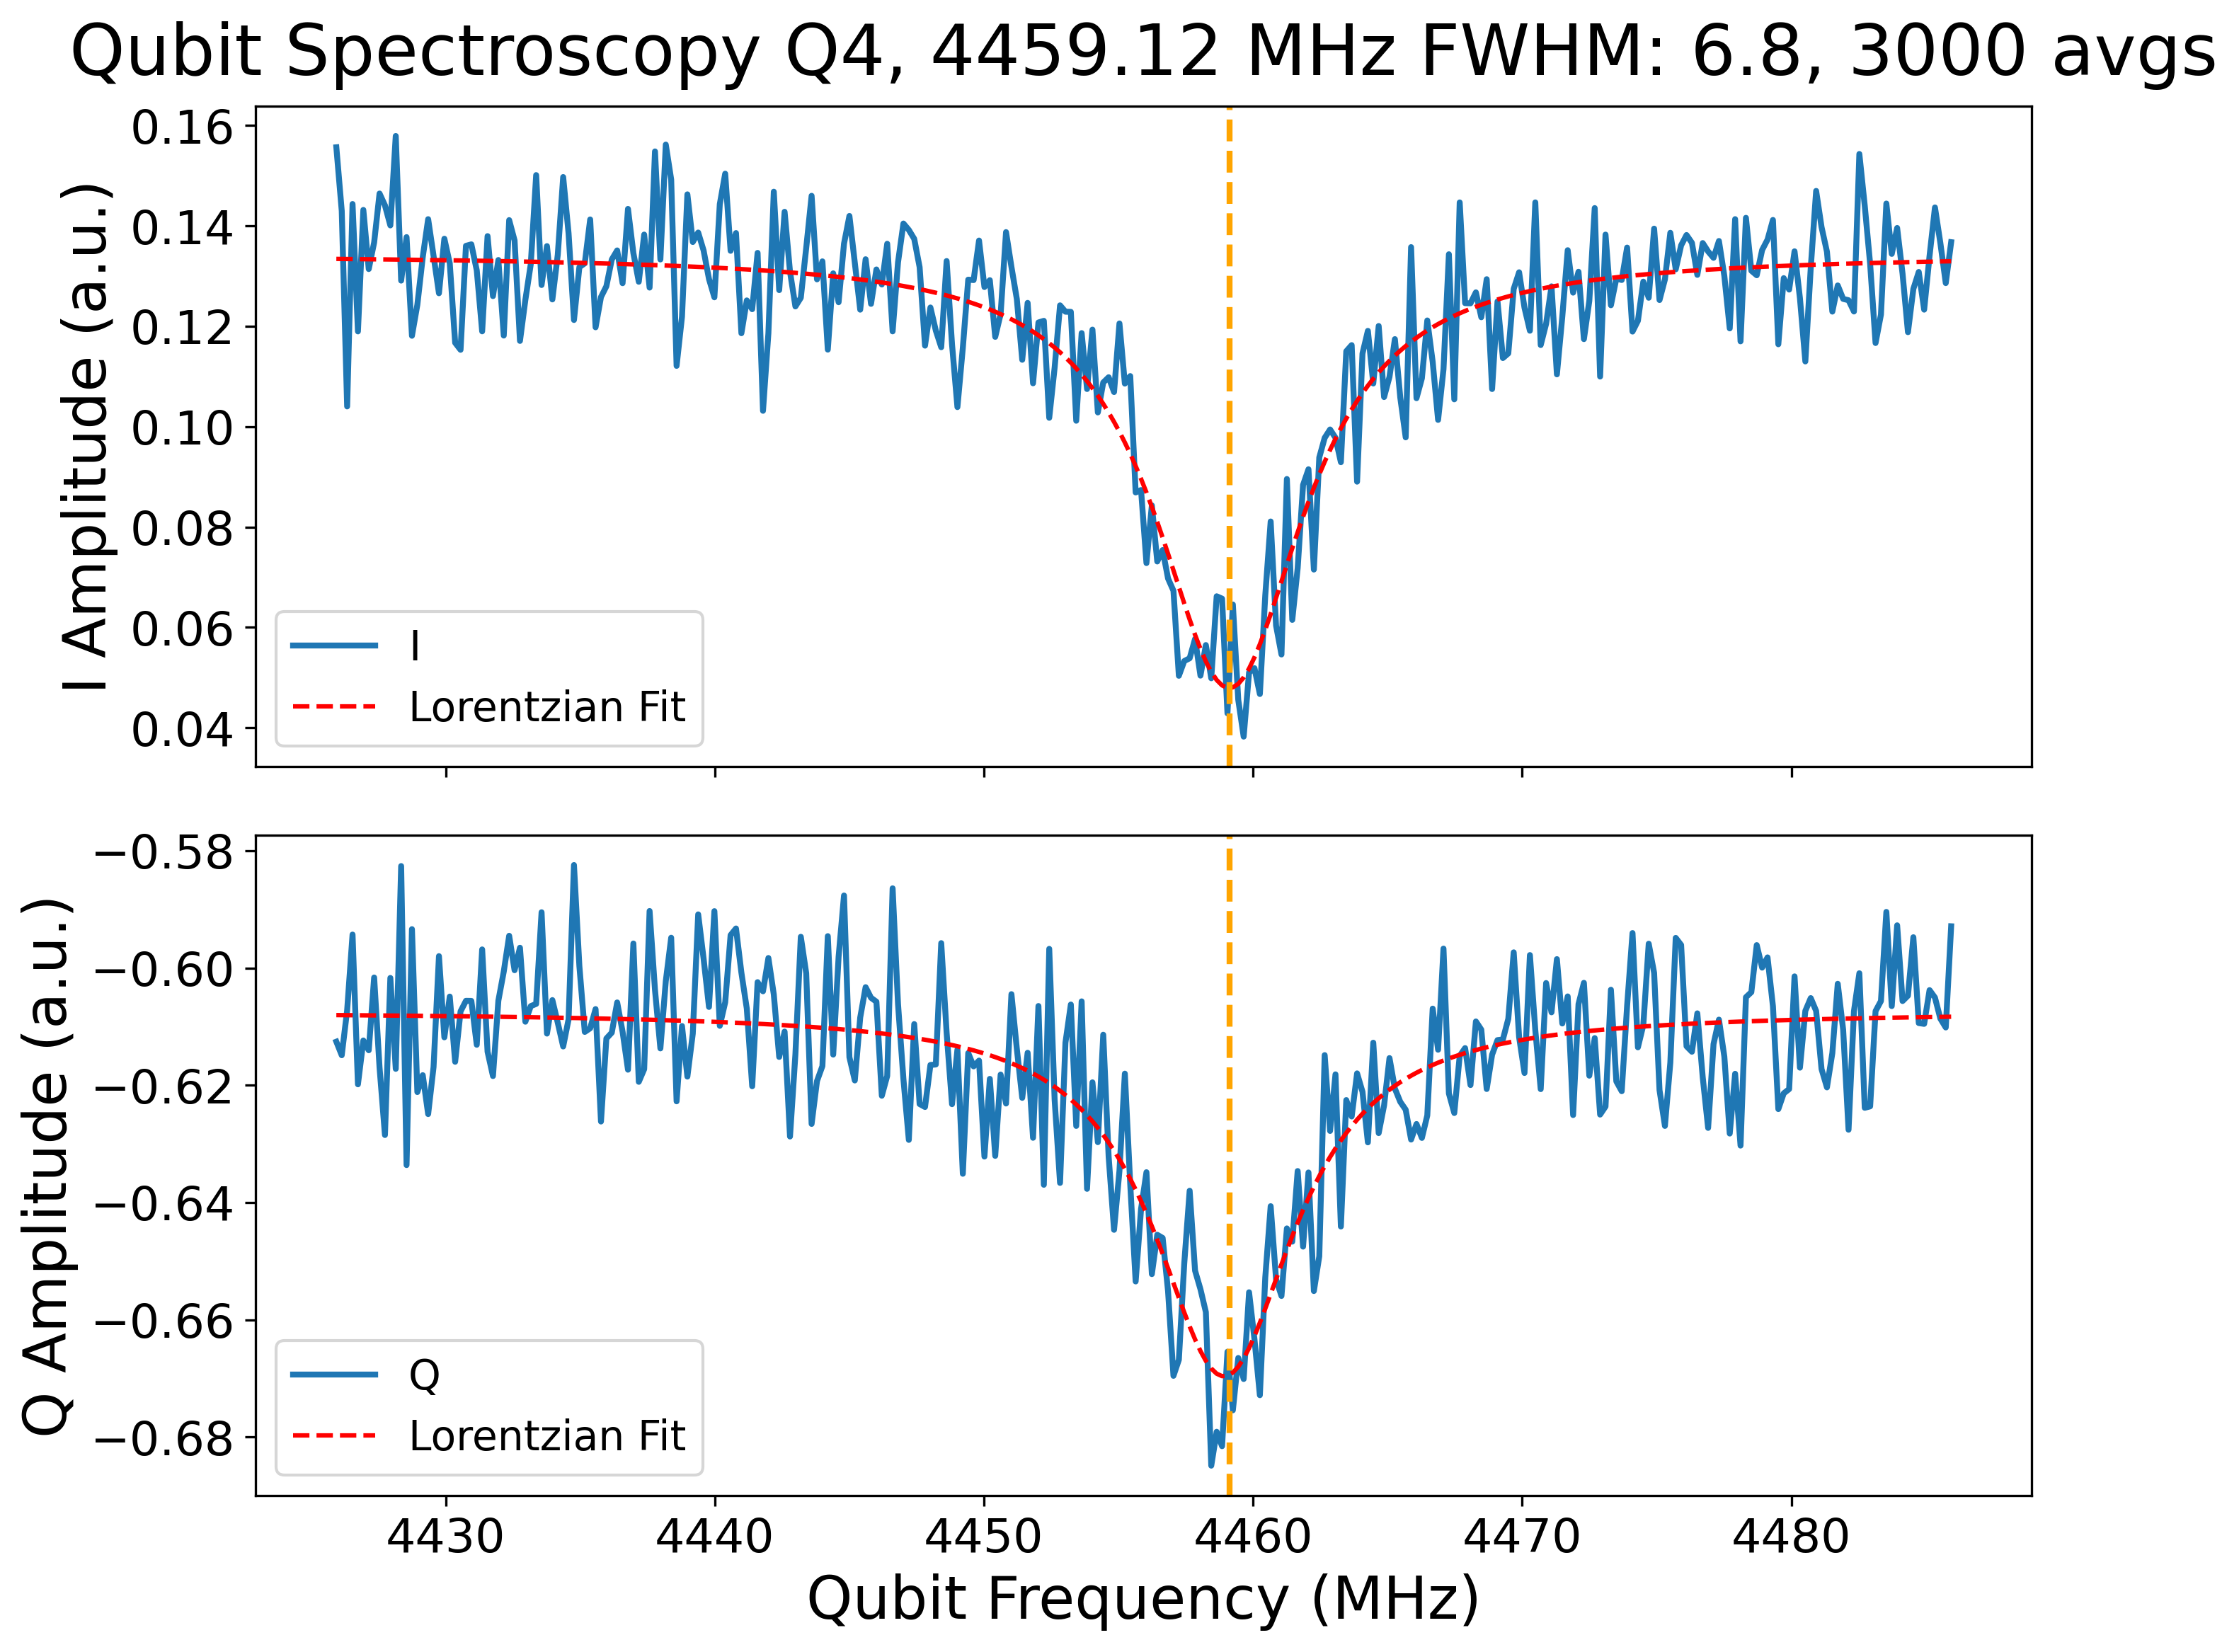 Qubit Spectroscopy Q4, 4459.12 MHz FWHM: 6.8, 3000 avgs
0.16
0.14
0.12
0.10
0.08
0.06
0.04
I Amplitude (a.u.)
I
Lorentzian Fit
−0.58
−0.60
−0.62
−0.64
−0.66
−0.68
Q Amplitude (a.u.)
Q
Lorentzian Fit
4430 4440 4450 4460 4470 4480
Qubit Frequency (MHz)